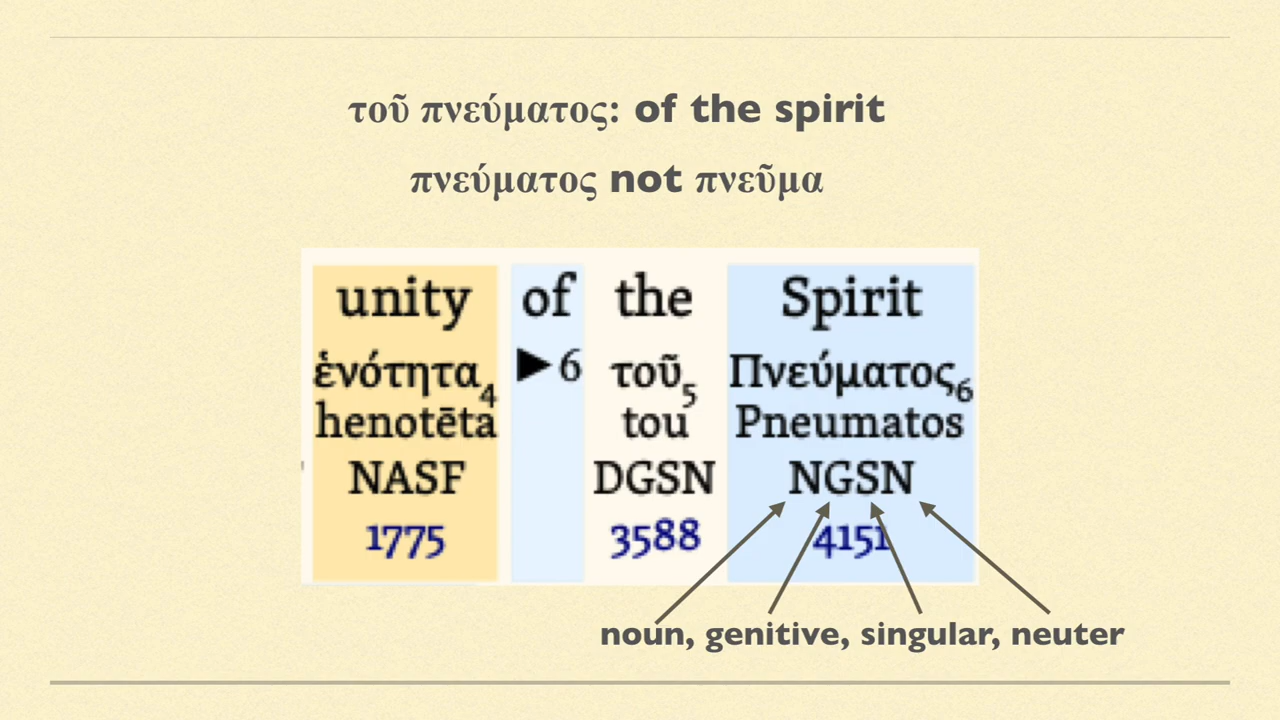 τοῦ πνεύματος: of the spirit
πνεύματος not πνεῦμα
unity of the Spirit
ἑνότητα4 ▶6 τοῦ5 Πνεύματος6
henotēta tou Pneumatos
NASF DGSN NGSN
1775 3588 4151
noun, genitive, singular, neuter